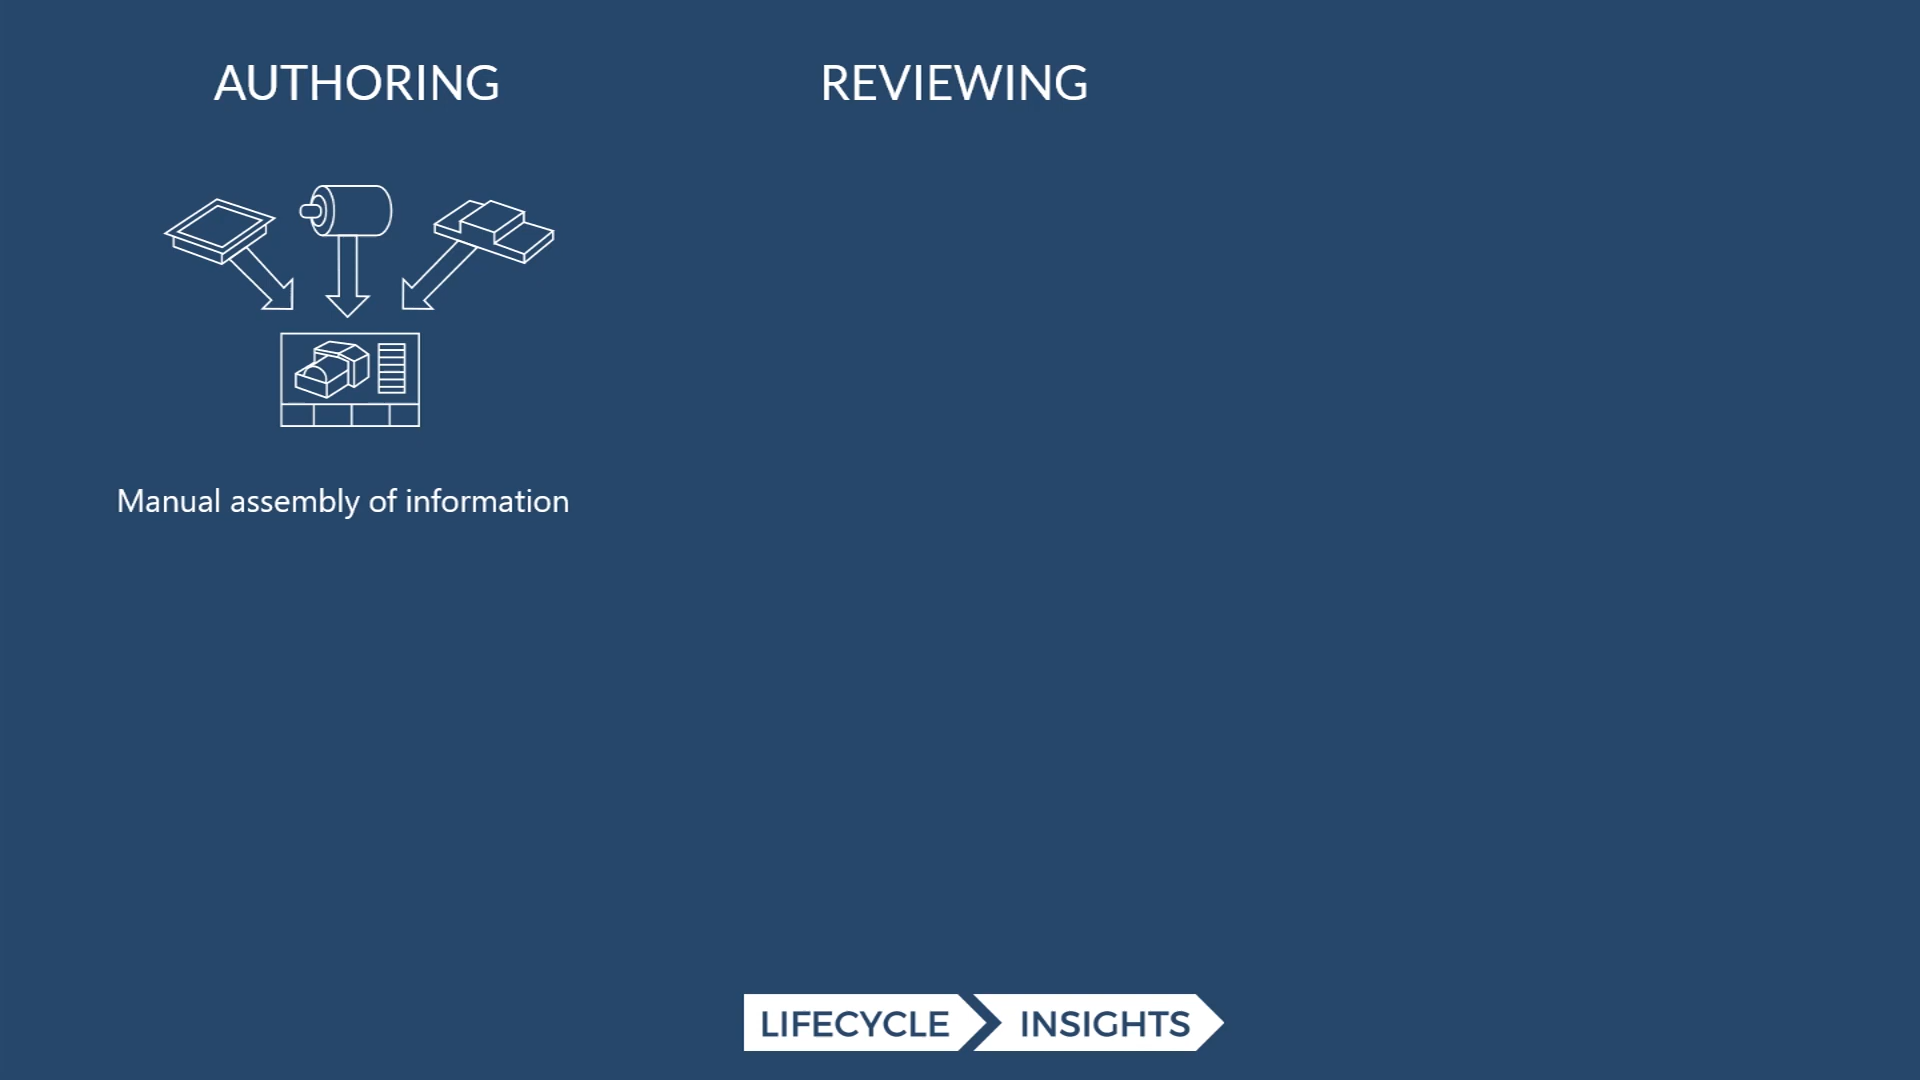 AUTHORING
REVIEWING
Manual assembly of information
LIFECYCLE INSIGHTS